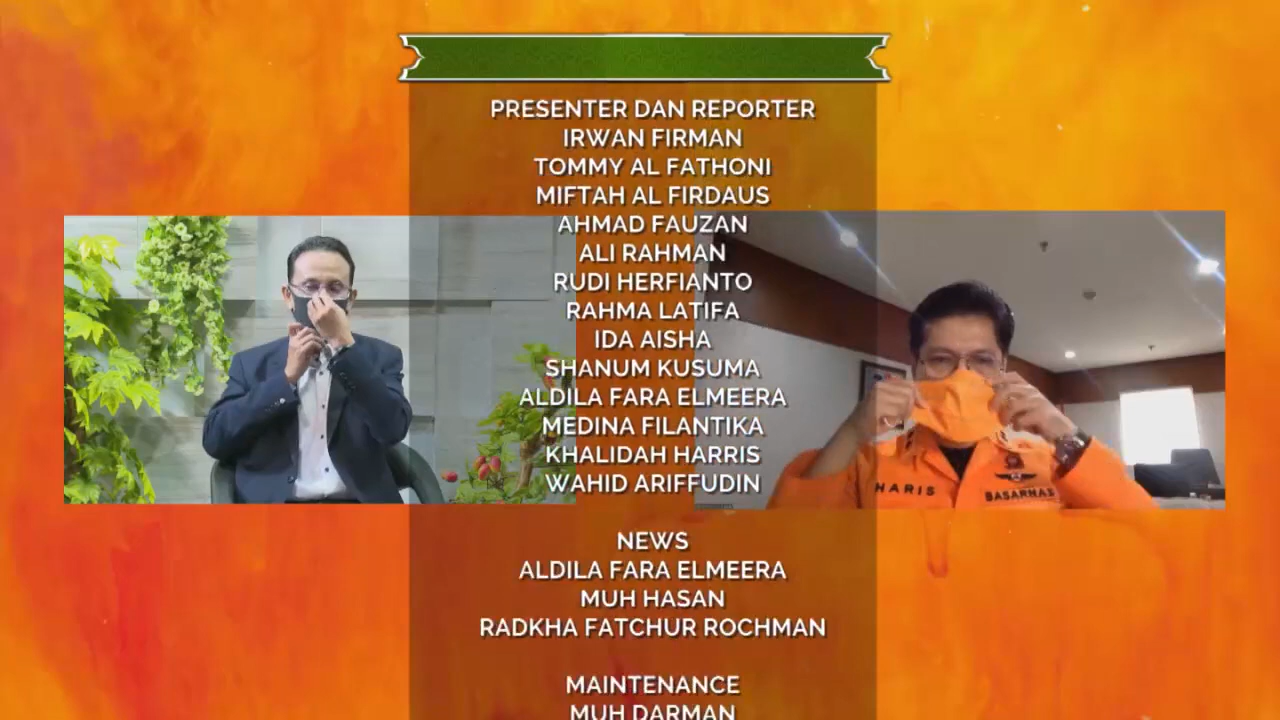 PRESENTER DAN REPORTER
IRWAN FIRMAN
TOMMY AL FATHONI
MIFTAH AL FIRDAUS
AHMAD FAUZAN
ALI RAHMAN
RUDI HERFIANTO
RAHMA LATIFA
IDA AISHA
SHANUM KUSUMA
ALDILA FARA ELMEERA
MEDINA FILANTIKA
KHALIDAH HARRIS
WAHID ARIFFUDIN
HARIS
BASARNAS
NEWS
ALDILA FARA ELMEERA
MUH HASAN
RADKHA FATCHUR ROCHMAN
MAINTENANCE
MUH DARMAN